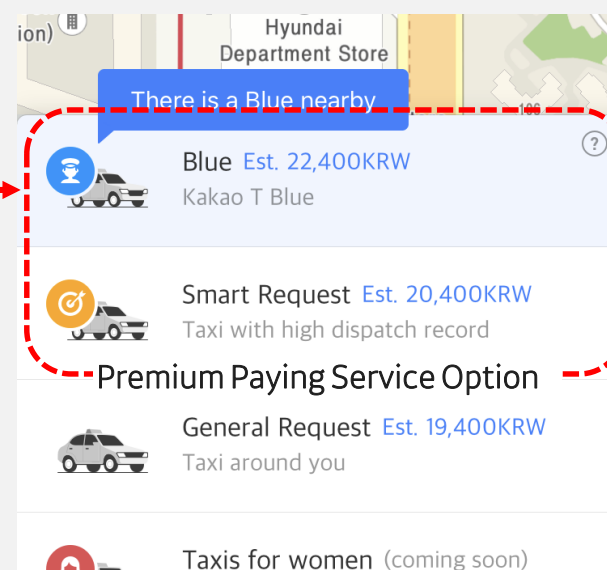 ion)
Hyundai
Department Store
There is a Blue nearby
106
?
Blue Est. 22,400KRW
Kakao T Blue
Smart Request Est. 20,400KRW
Taxi with high dispatch record
Premium Paying Service Option
General Request Est. 19,400KRW
Taxi around you
Taxis for women (coming soon)